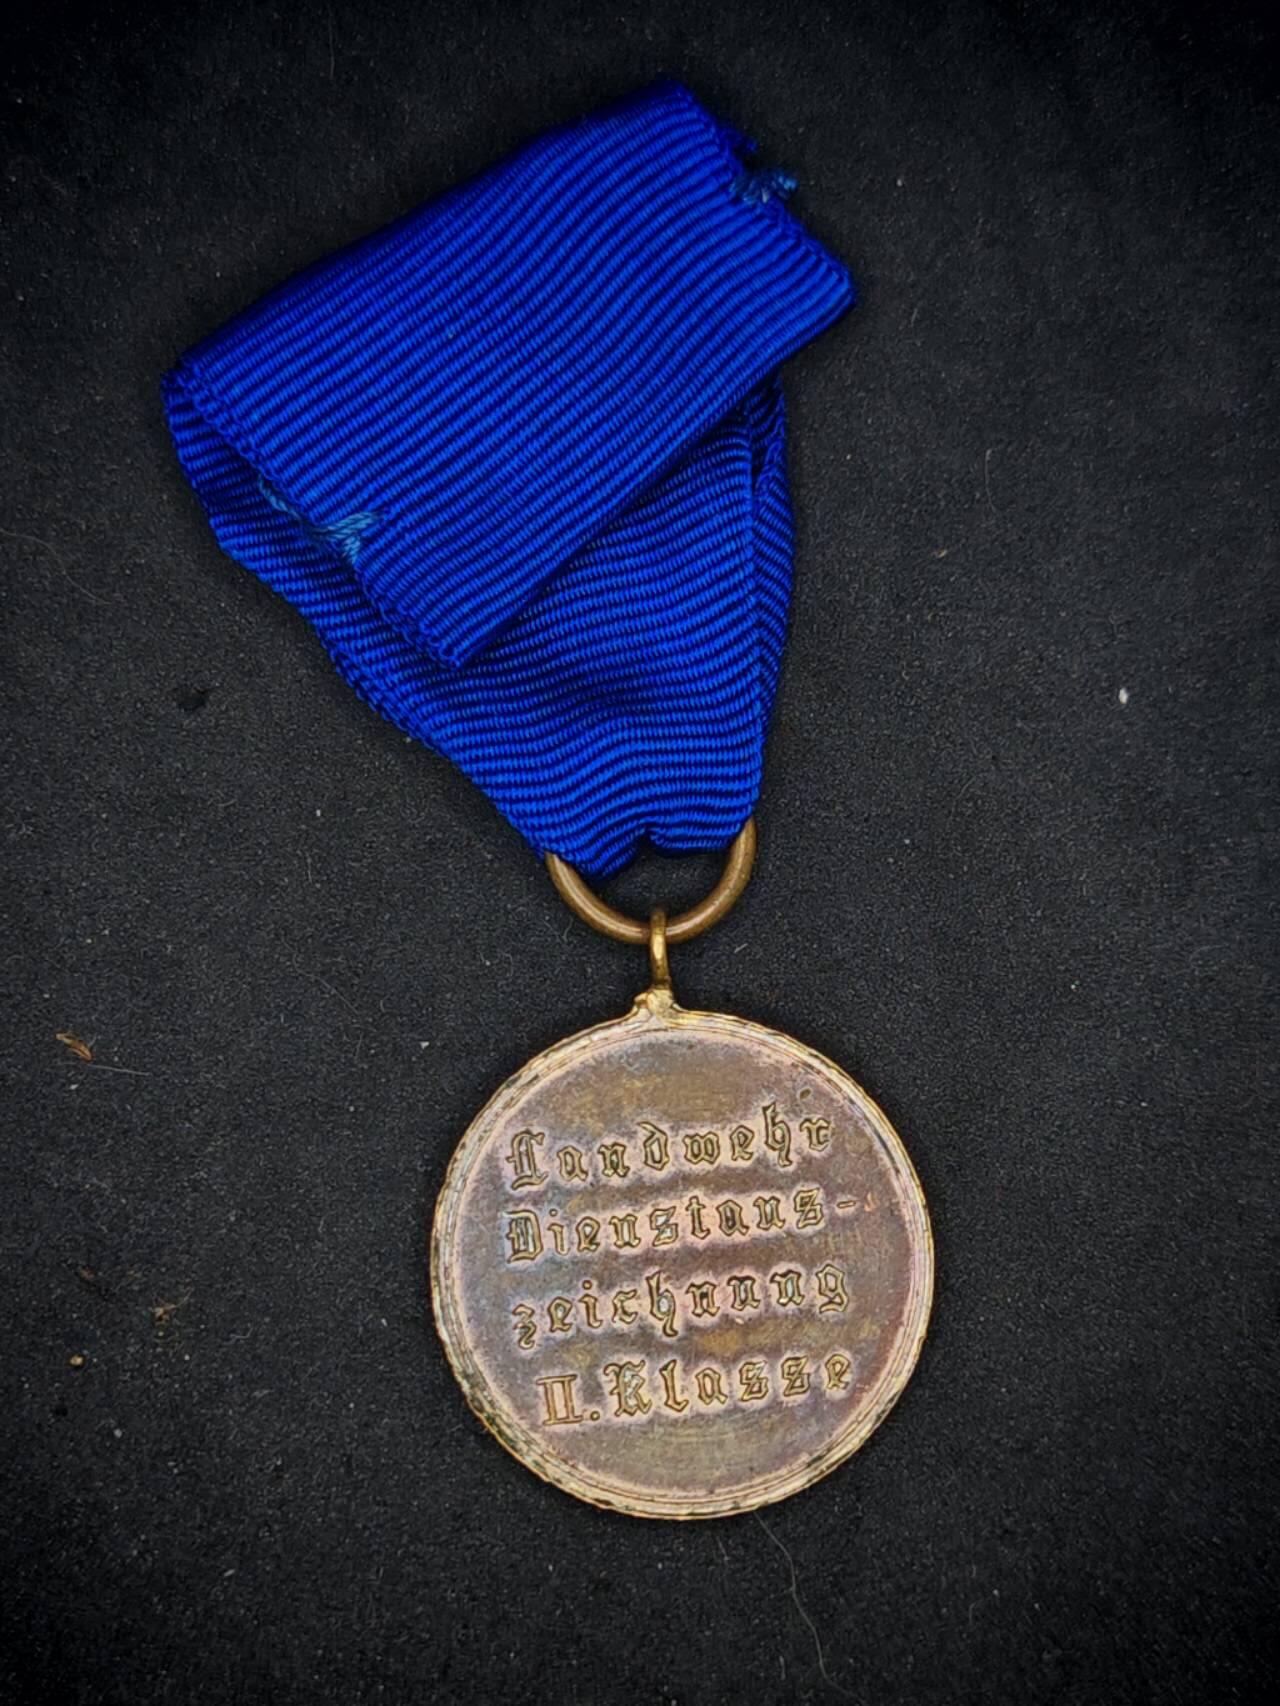 Landwehr
Dienstaus-
zeichnung
II. Klasse